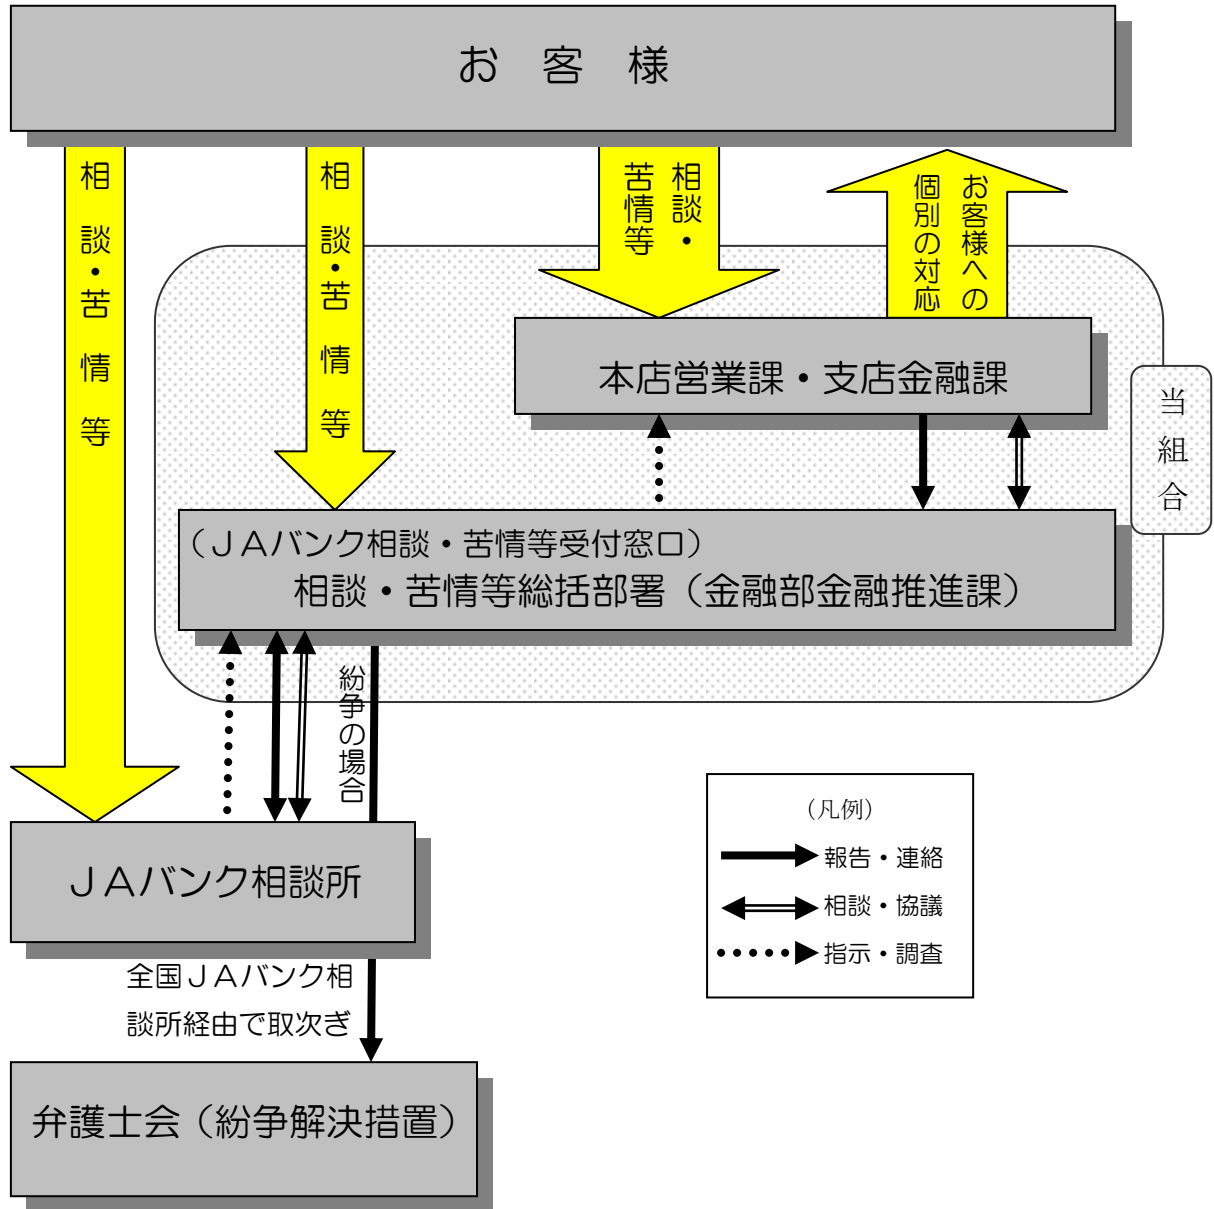 お 客 様
相談・苦情等
相談・苦情等
相談・
苦情等
お客様への
個別の対応
本店営業課・支店金融課
当組合
（ＪＡバンク相談・苦情等受付窓口）
相談・苦情等総括部署（金融部金融推進課）
紛争の場合
ＪＡバンク相談所
（凡例）
報告・連絡
相談・協議
指示・調査
全国ＪＡバンク相
談所経由で取次ぎ
弁護士会（紛争解決措置）